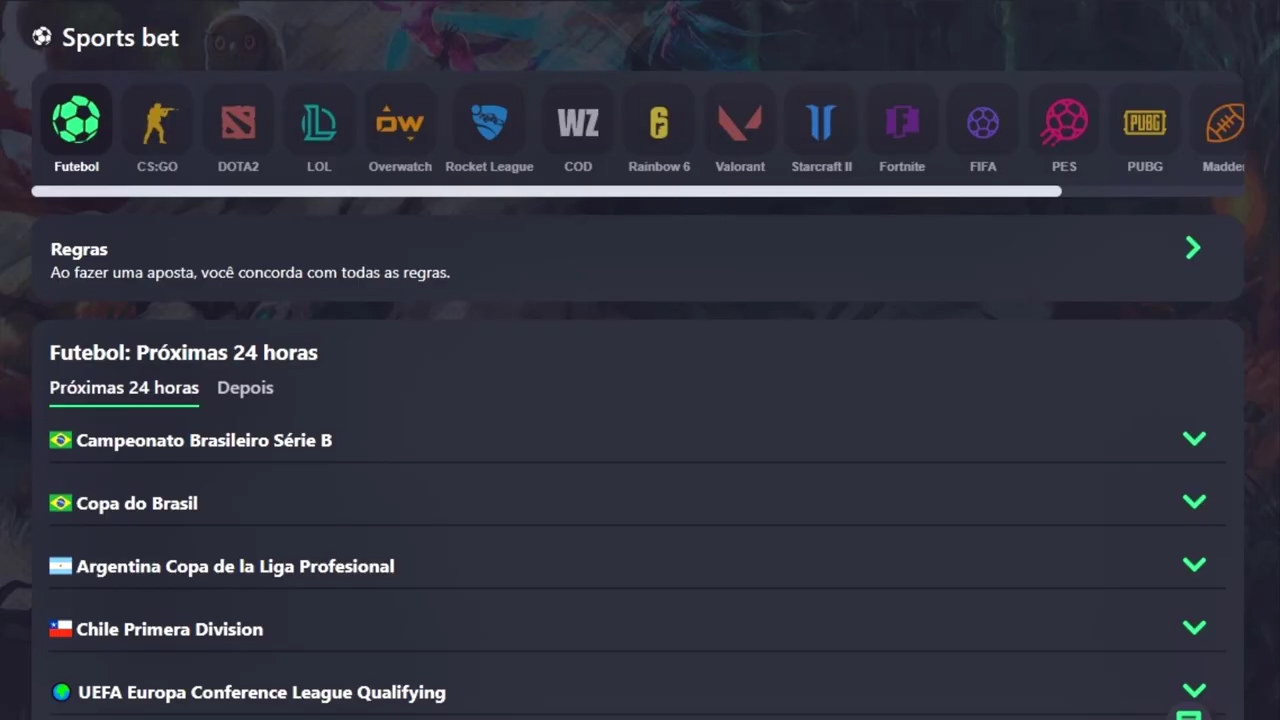 Sports bet
WZ
PUBG
Futebol
CS:GO
DOTA2
LOL
Overwatch
Rocket League
COD
Rainbow 6
Valorant
Starcraft II
Fortnite
FIFA
PES
PUBG
Madden
Regras
Ao fazer uma aposta, você concorda com todas as regras.
Futebol: Próximas 24 horas
Próximas 24 horas Depois
Campeonato Brasileiro Série B
Copa do Brasil
Argentina Copa de la Liga Profesional
Chile Primera Division
UEFA Europa Conference League Qualifying